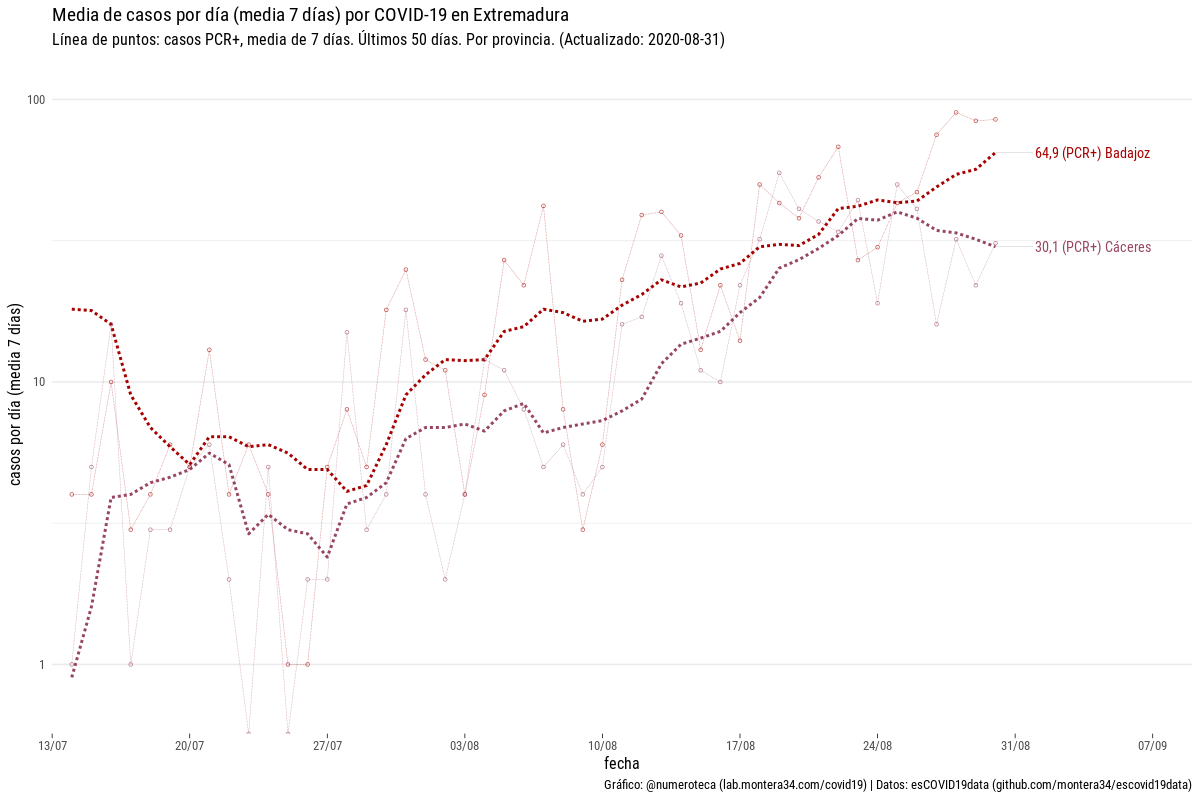 Media de casos por día (media 7 días) por COVID-19 en Extremadura
Línea de puntos: casos PCR+, media de 7 días. Últimos 50 días. Por provincia. (Actualizado: 2020-08-31)
casos por día (media 7 días)
100
10
1
64,9 (PCR+) Badajoz
30,1 (PCR+) Cáceres
13/07 20/07 27/07 03/08 10/08 17/08 24/08 31/08 07/09
fecha
Gráfico: @numeroteca (lab.montera34.com/covid19) | Datos: esCOVID19data (github.com/montera34/escovid19data)